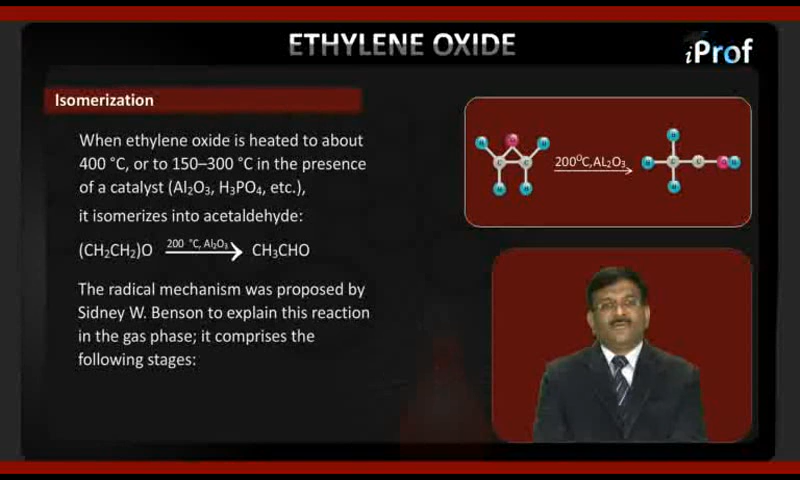 ETHYLENE OXIDE
iProf
Isomerization
When ethylene oxide is heated to about
400 °C, or to 150–300 °C in the presence
of a catalyst (Al₂O₃, H₃PO₄, etc.),
it isomerizes into acetaldehyde:
(CH₂CH₂)O 200 °C, Al₂O₃ CH₃CHO
The radical mechanism was proposed by
Sidney W. Benson to explain this reaction
in the gas phase; it comprises the
following stages:
200⁰C, Al₂O₃